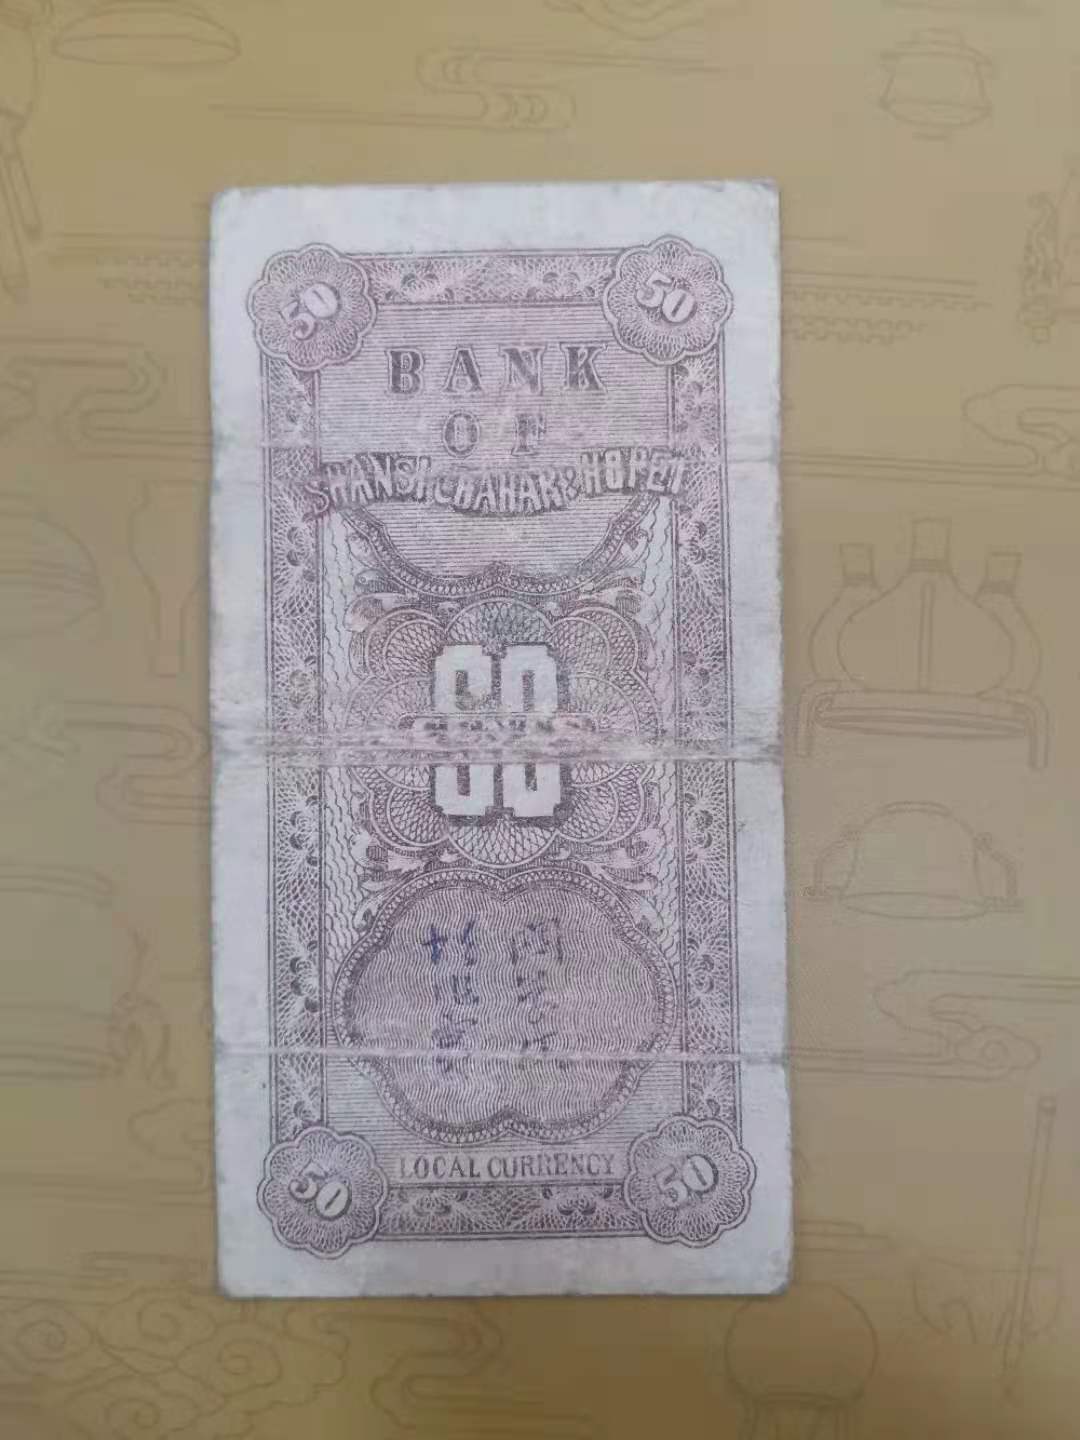 50 50
BANK
OF
SHANSI CHAHAR & HOPEI
50
CENTS
LOCAL CURRENCY
50 50